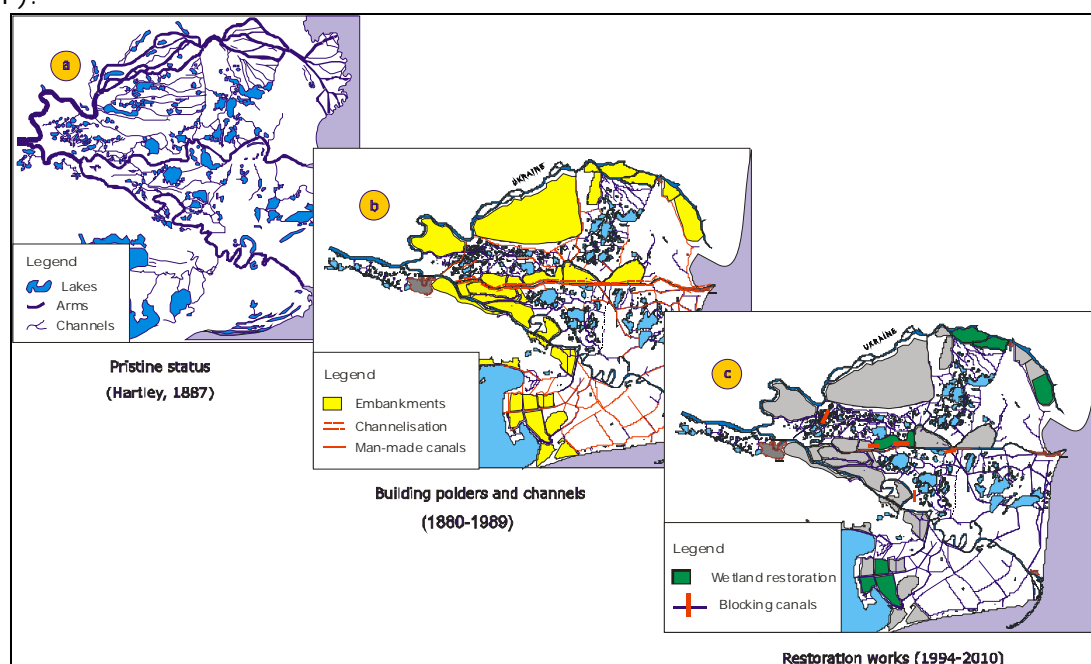 a
Legend
Lakes
Arms
Channels
Pristine status
(Hartley, 1887)
UKRAINE
b
Legend
Embankments
Channelisation
Man-made canals
Building polders and channels
(1880-1989)
UKRAINE
c
Legend
Wetland restoration
Blocking canals
Restoration works (1994-2010)